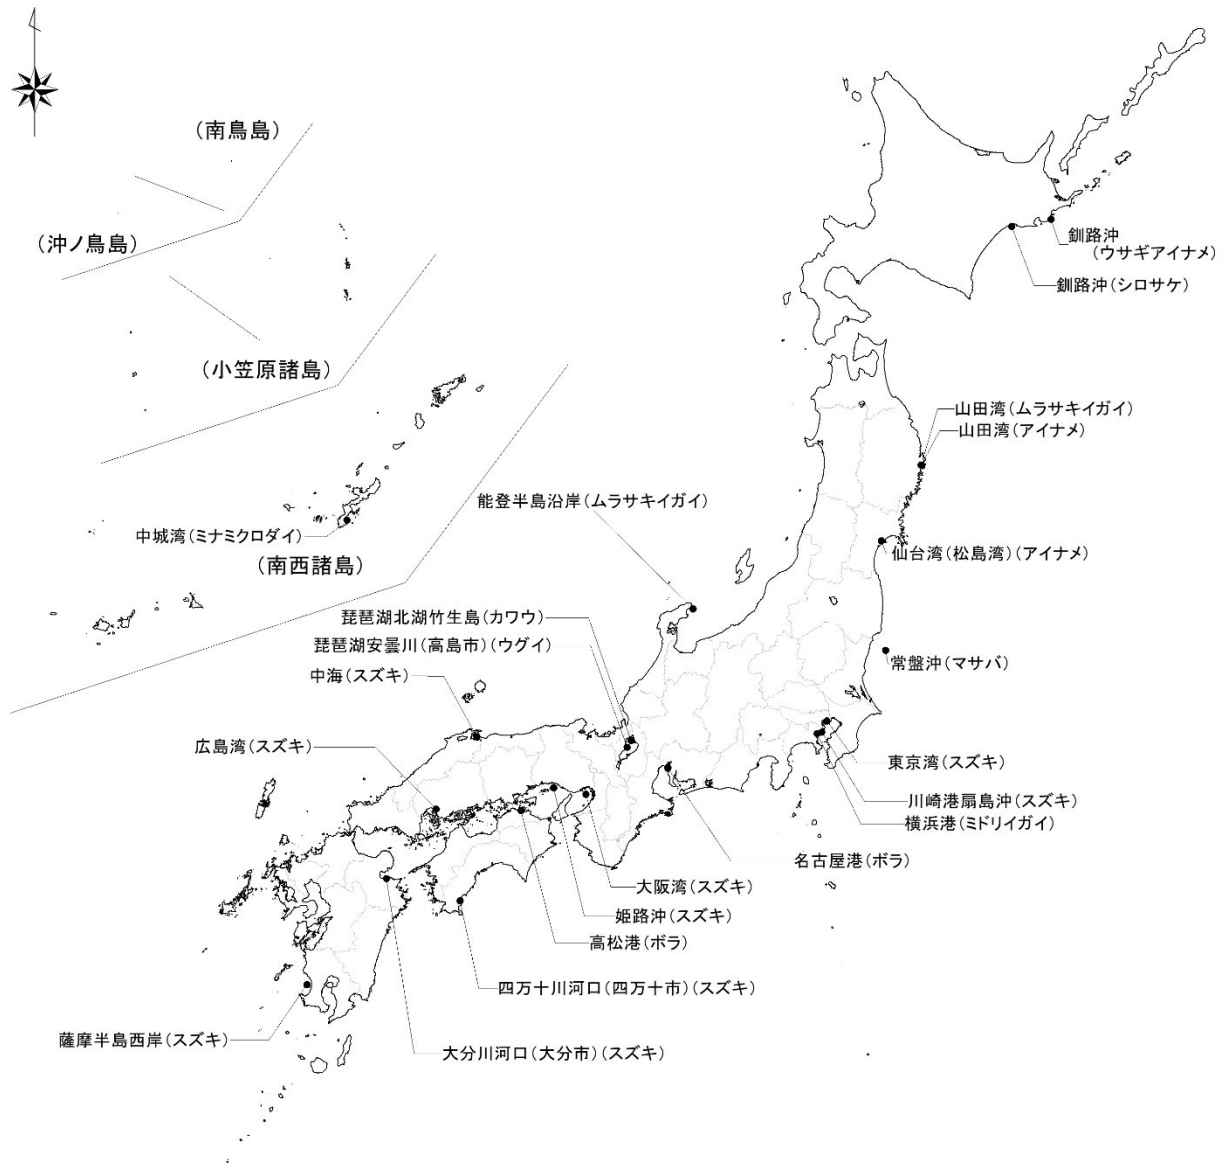 (南鳥島)
(沖ノ鳥島)
釧路沖
(ウサギアイナメ)
釧路沖(シロサケ)
(小笠原諸島)
山田湾(ムラサキイガイ)
山田湾(アイナメ)
能登半島沿岸(ムラサキイガイ)
中城湾(ミナミクロダイ)
仙台湾(松島湾)(アイナメ)
(南西諸島)
琵琶湖北湖竹生島(カワウ)
琵琶湖安曇川(高島市)(ウグイ)
常盤沖(マサバ)
中海(スズキ)
広島湾(スズキ)
東京湾(スズキ)
川崎港扇島沖(スズキ)
横浜港(ミドリイガイ)
名古屋港(ボラ)
大阪湾(スズキ)
姫路沖(スズキ)
高松港(ボラ)
四万十川河口(四万十市)(スズキ)
薩摩半島西岸(スズキ)
大分川河口(大分市)(スズキ)